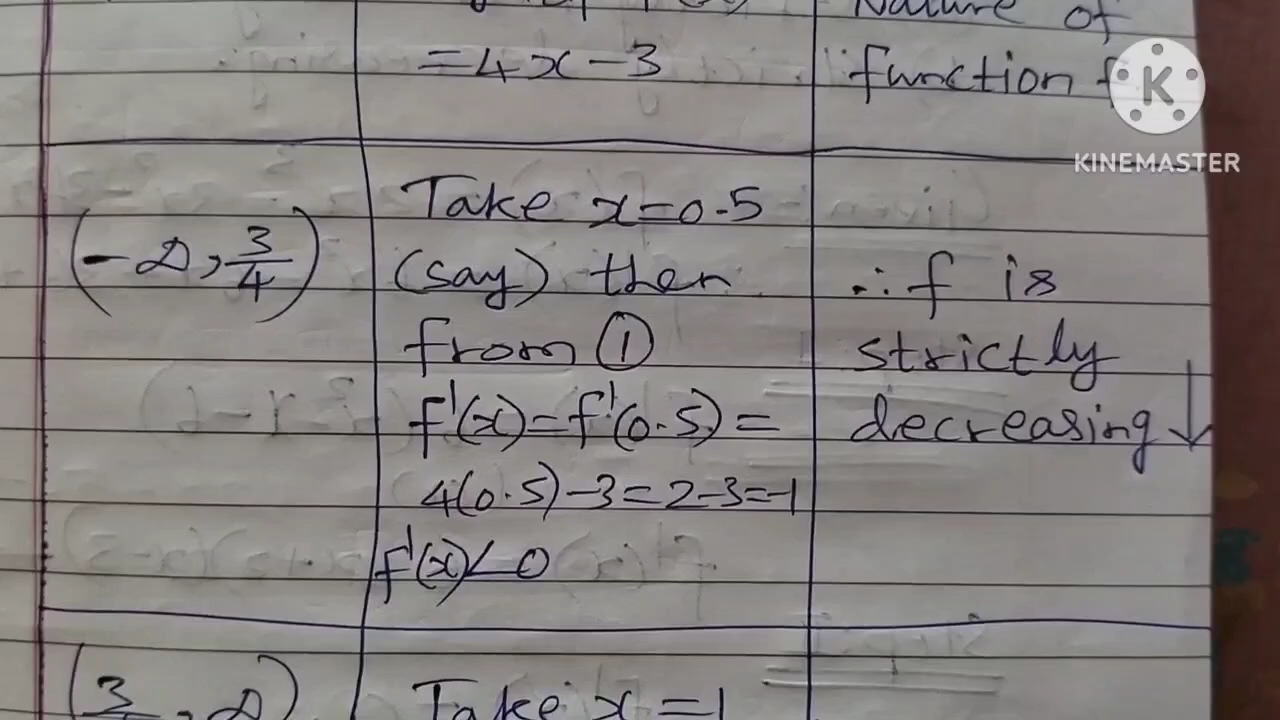 = 4x - 3
Nature of
function f
KINEMASTER
(-∞, 3/4)
Take x = 0.5
(say) then
from ①
f'(x) = f'(0.5) =
4(0.5) - 3 = 2 - 3 = -1
f'(x) < 0
∴ f is
strictly
decreasing ↓
(3/4, ∞)
Take x = 1